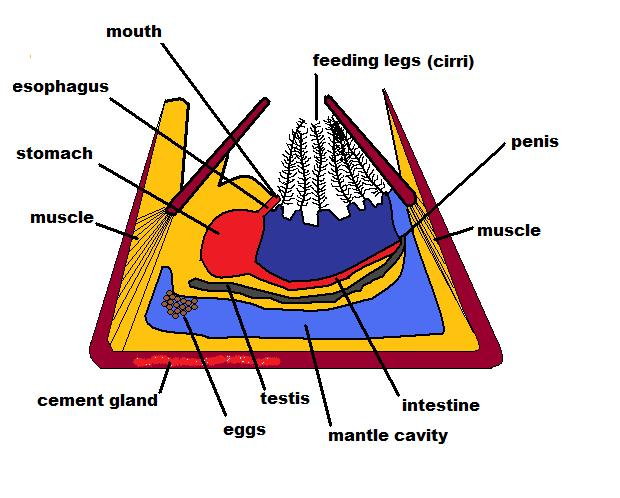 mouth
feeding legs (cirri)
esophagus
penis
stomach
muscle
muscle
cement gland
testis
intestine
eggs
mantle cavity